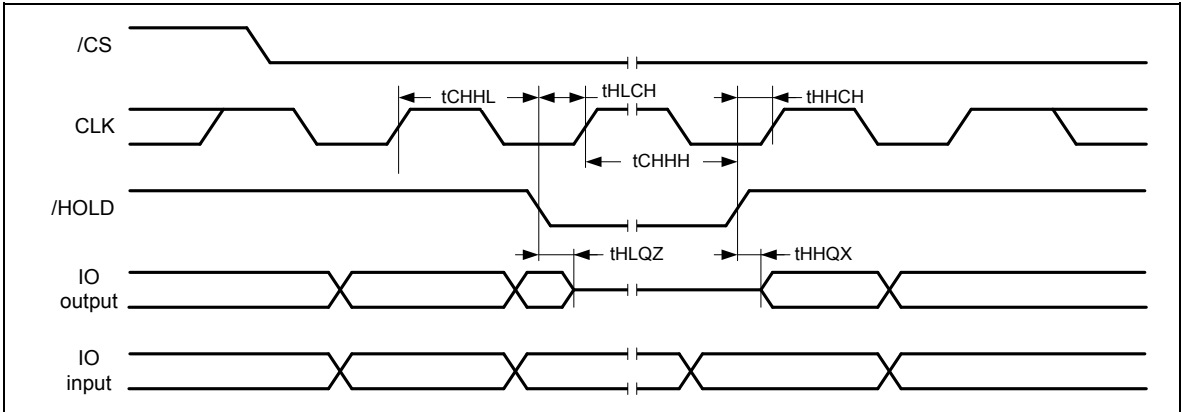 /CS
tCHHL
tHLCH
tHHCH
CLK
tCHHH
/HOLD
tHLQZ
tHHQX
IO
output
IO
input